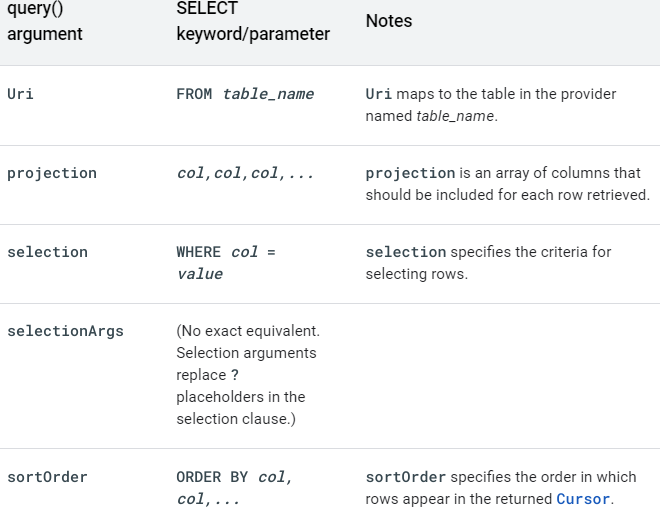 query()
argument
SELECT
keyword/parameter
Notes
Uri
FROM table_name
Uri maps to the table in the provider
named table_name.
projection
col,col,col,...
projection is an array of columns that
should be included for each row retrieved.
selection
WHERE col =
value
selection specifies the criteria for
selecting rows.
selectionArgs
(No exact equivalent.
Selection arguments
replace ?
placeholders in the
selection clause.)
sortOrder
ORDER BY col,
col,...
sortOrder specifies the order in which
rows appear in the returned Cursor.